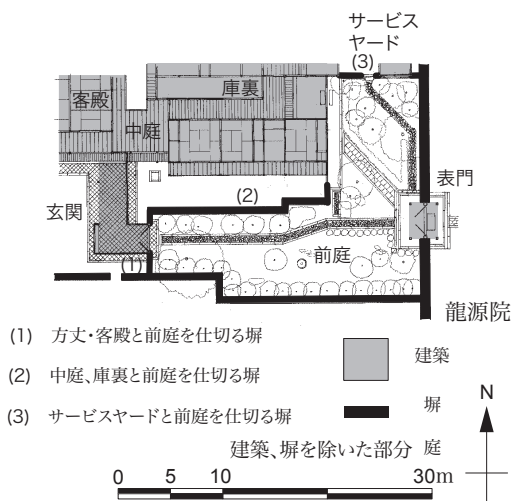 サービス
ヤード
(3)
庫裏
客殿
中庭
表門
(2)
玄関
前庭
(1)
龍源院
(1) 方丈・客殿と前庭を仕切る塀
建築
(2) 中庭、庫裏と前庭を仕切る塀
(3) サービスヤードと前庭を仕切る塀
塀
N
建築、塀を除いた部分 庭
0 5 10 30m